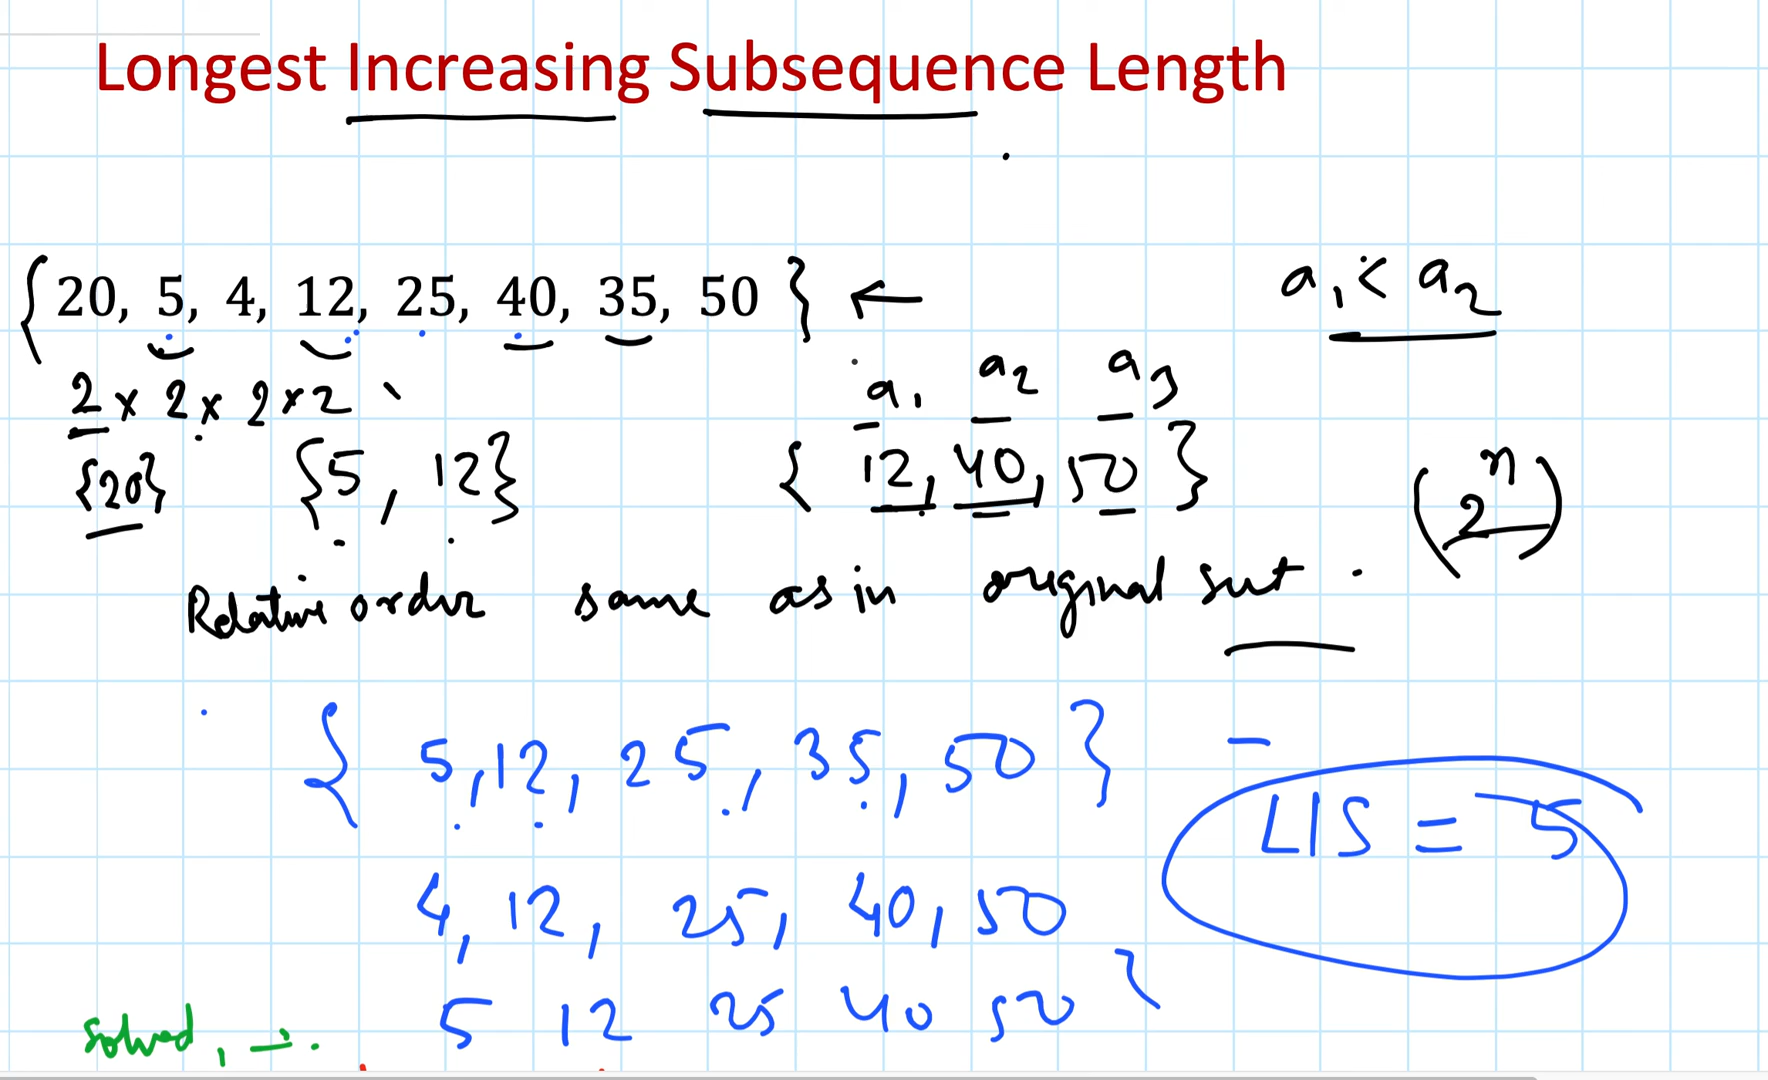 Longest Increasing Subsequence Length
{20, 5, 4, 12, 25, 40, 35, 50} ←
a1 < a2
2 x 2 x 2 x 2
a1 a2 a3
{20} {5, 12} {12, 40, 50} (2^n)
Relative order same as in original set.
{5, 12, 25, 35, 50} –
LIS = 5
4, 12, 25, 40, 50
5 12 25 40 50 }
solved, →.